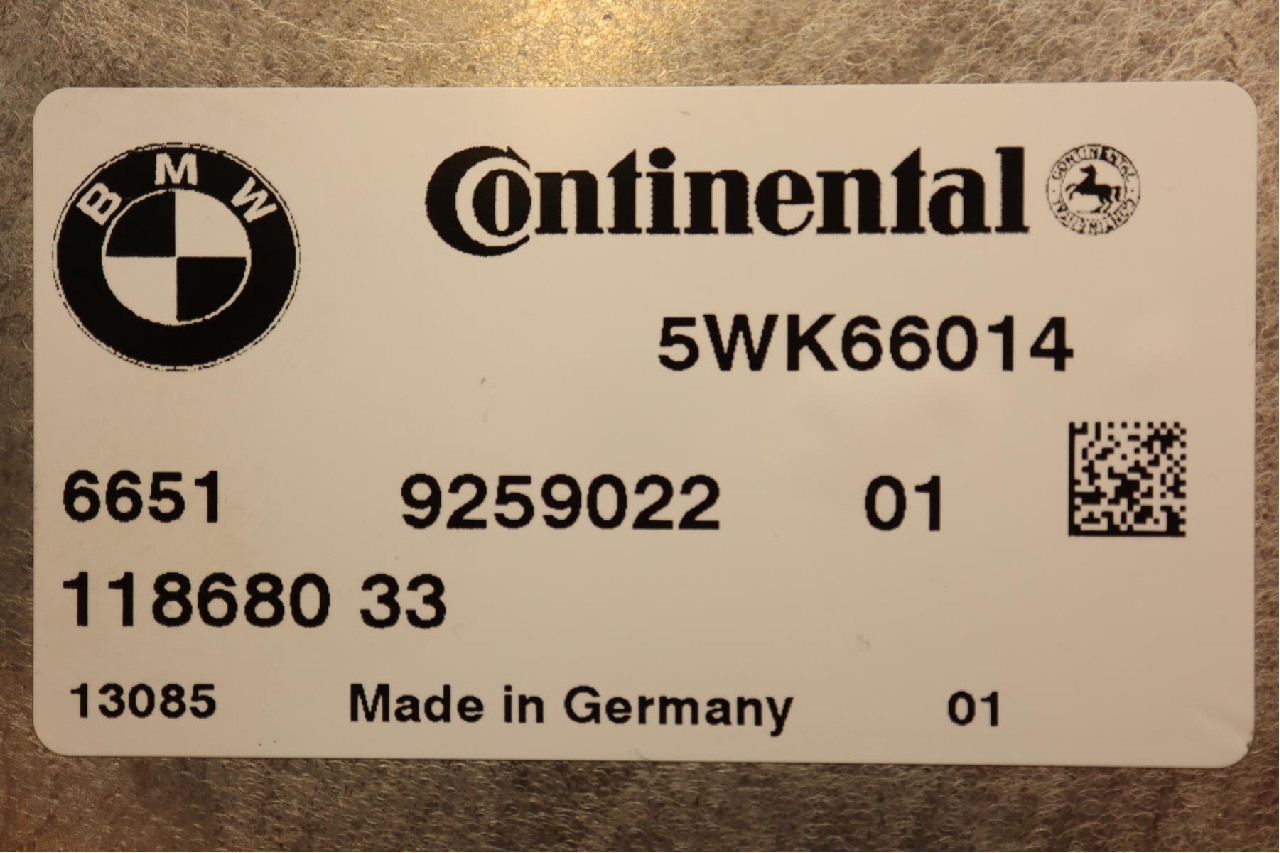 BMW
Continental
5WK66014
6651 9259022 01
118680 33
13085 Made in Germany 01